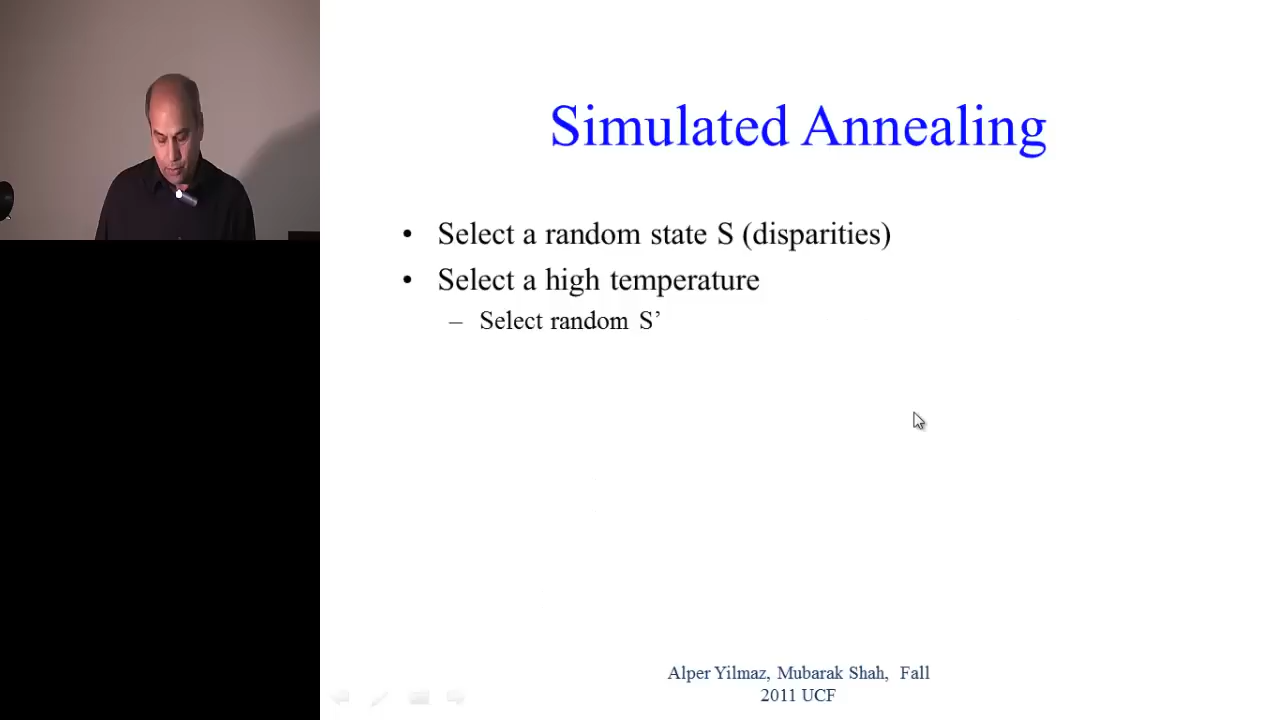 Simulated Annealing
• Select a random state S (disparities)
• Select a high temperature
– Select random S’
Alper Yilmaz, Mubarak Shah, Fall
2011 UCF